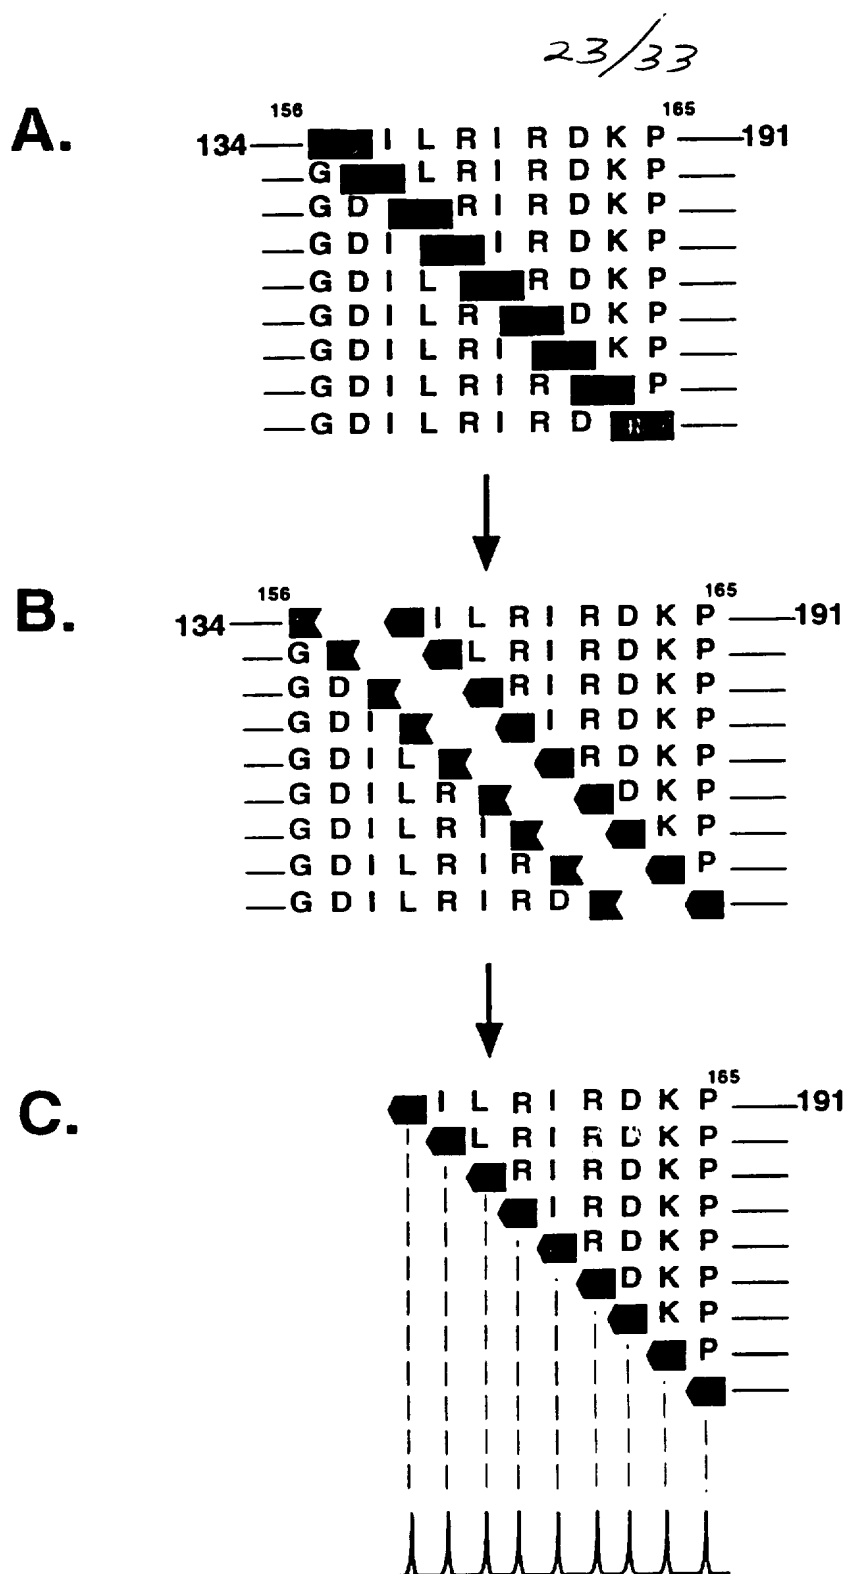 23/33
A.
156 165
134 I L R I R D K P 191
G L R I R D K P
G D R I R D K P
G D I I R D K P
G D I L R D K P
G D I L R D K P
G D I L R I K P
G D I L R I R P
G D I L R I R D
B.
156 165
134 I L R I R D K P 191
G L R I R D K P
G D R I R D K P
G D I I R D K P
G D I L R D K P
G D I L R D K P
G D I L R I K P
G D I L R I R P
G D I L R I R D
C.
165
I L R I R D K P 191
L R I R D K P
R I R D K P
I R D K P
R D K P
D K P
K P
P